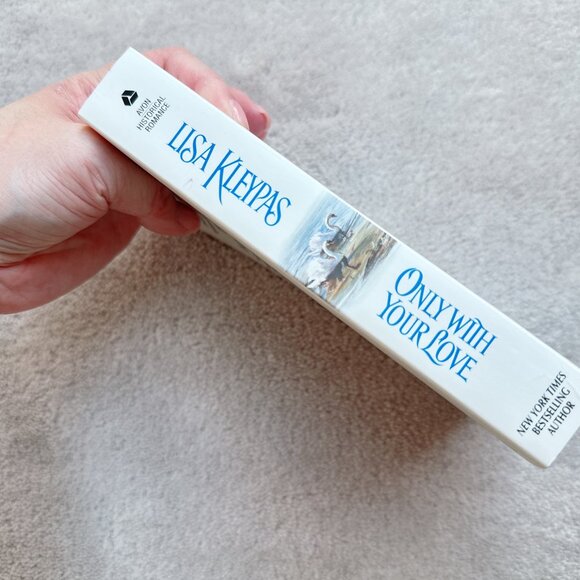 AVON
HISTORICAL
ROMANCE
LISA KLEYPAS
ONLY WITH
YOUR LOVE
NEW YORK TIMES
BESTSELLING
AUTHOR